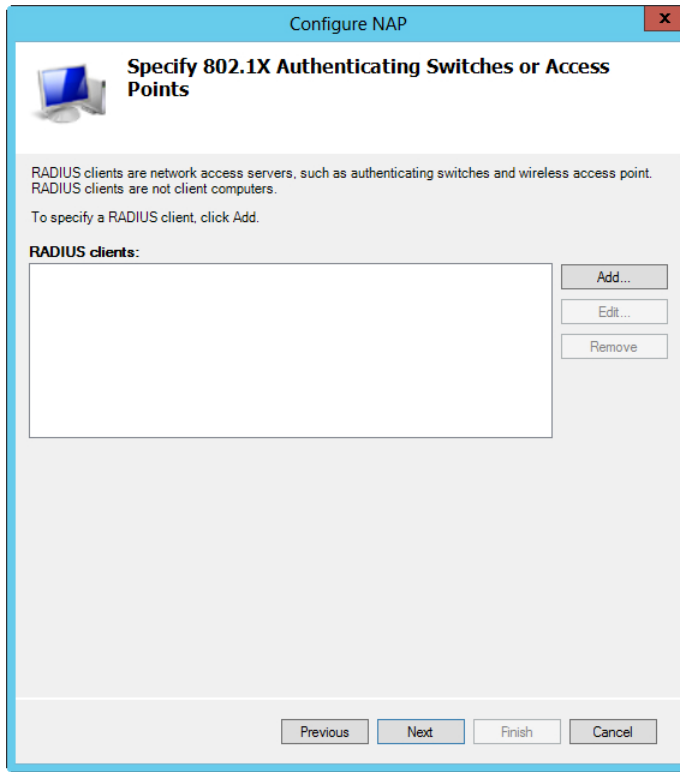 Configure NAP
x
Specify 802.1X Authenticating Switches or Access
Points
RADIUS clients are network access servers, such as authenticating switches and wireless access point.
RADIUS clients are not client computers.
To specify a RADIUS client, click Add.
RADIUS clients:
Add...
Edit...
Remove
Previous
Next
Finish
Cancel